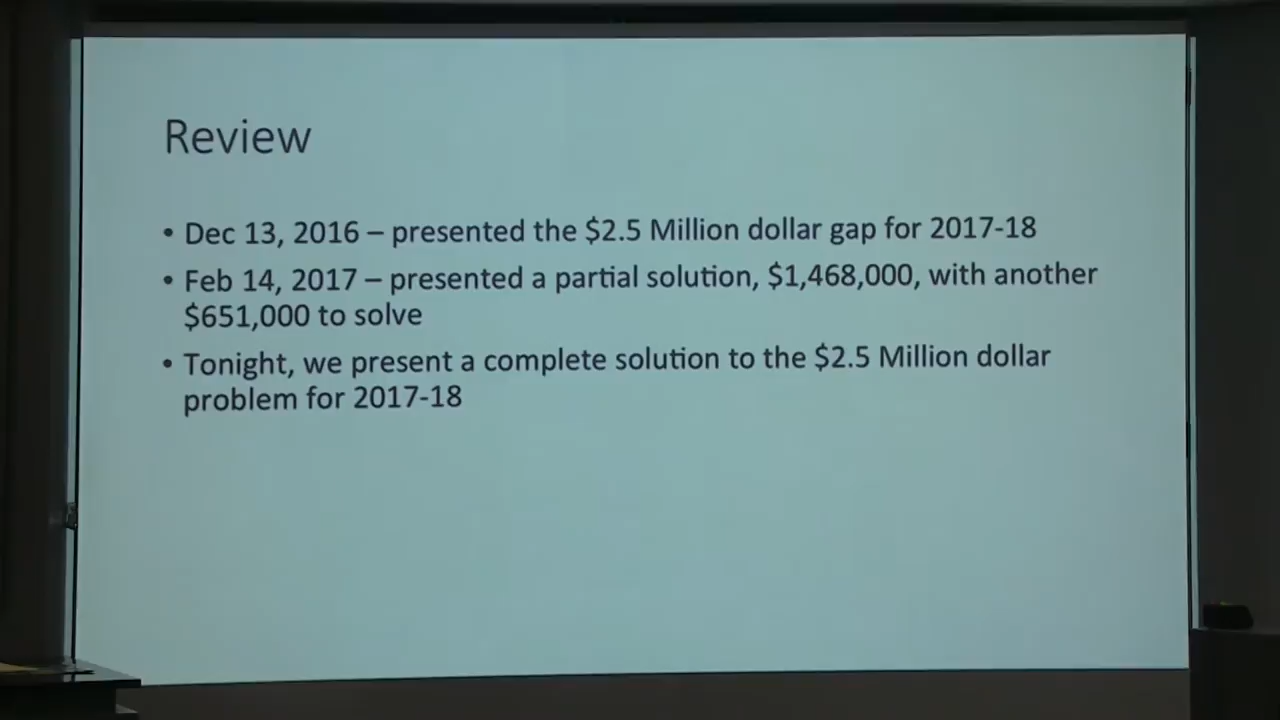 Review
• Dec 13, 2016 – presented the $2.5 Million dollar gap for 2017-18
• Feb 14, 2017 – presented a partial solution, $1,468,000, with another
$651,000 to solve
• Tonight, we present a complete solution to the $2.5 Million dollar
problem for 2017-18